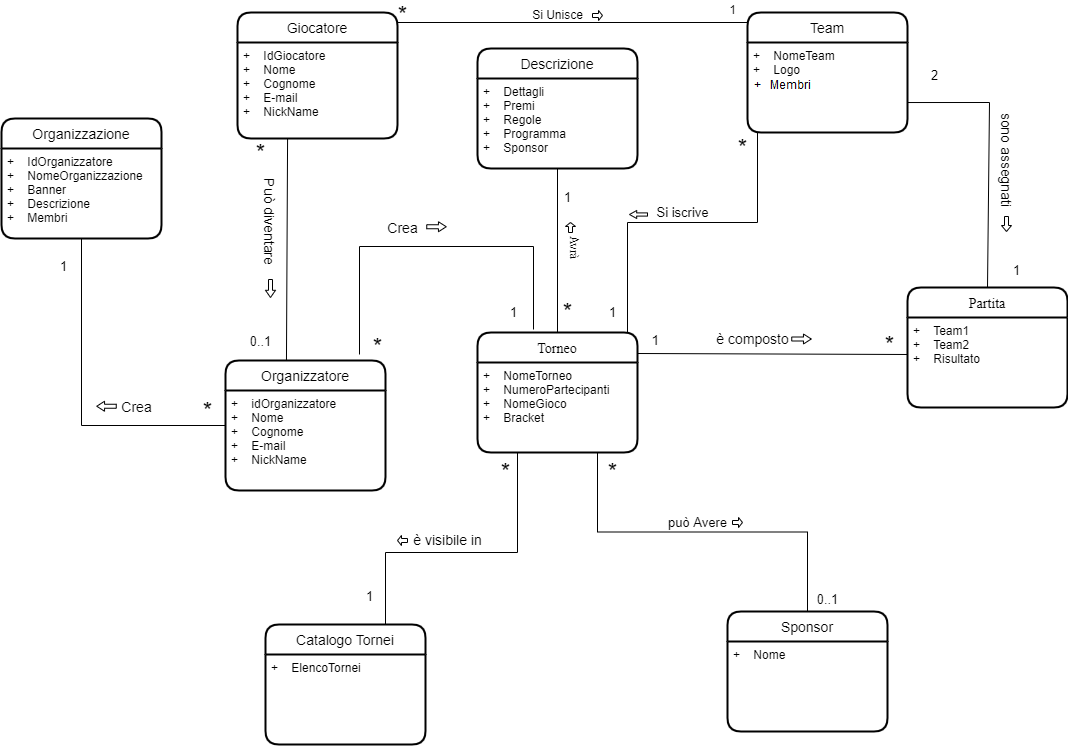 Giocatore
+ IdGiocatore
+ Nome
+ Cognome
+ E-mail
+ NickName
*
Si Unisce
1
Team
+ NomeTeam
+ Logo
+ Membri
Descrizione
+ Dettagli
+ Premi
+ Regole
+ Programma
+ Sponsor
Organizzazione
+ IdOrganizzatore
+ NomeOrganizzazione
+ Banner
+ Descrizione
+ Membri
2
sono assegnati
1
*
Può diventare
0..1
*
Si iscrive
1
1
Avrà
*
Crea
1
*
1
Crea
*
Organizzatore
+ idOrganizzatore
+ Nome
+ Cognome
+ E-mail
+ NickName
Torneo
+ NomeTorneo
+ NumeroPartecipanti
+ NomeGioco
+ Bracket
1
è composto
*
Partita
+ Team1
+ Team2
+ Risultato
*
è visibile in
1
*
può Avere
0..1
Catalogo Tornei
+ ElencoTornei
Sponsor
+ Nome